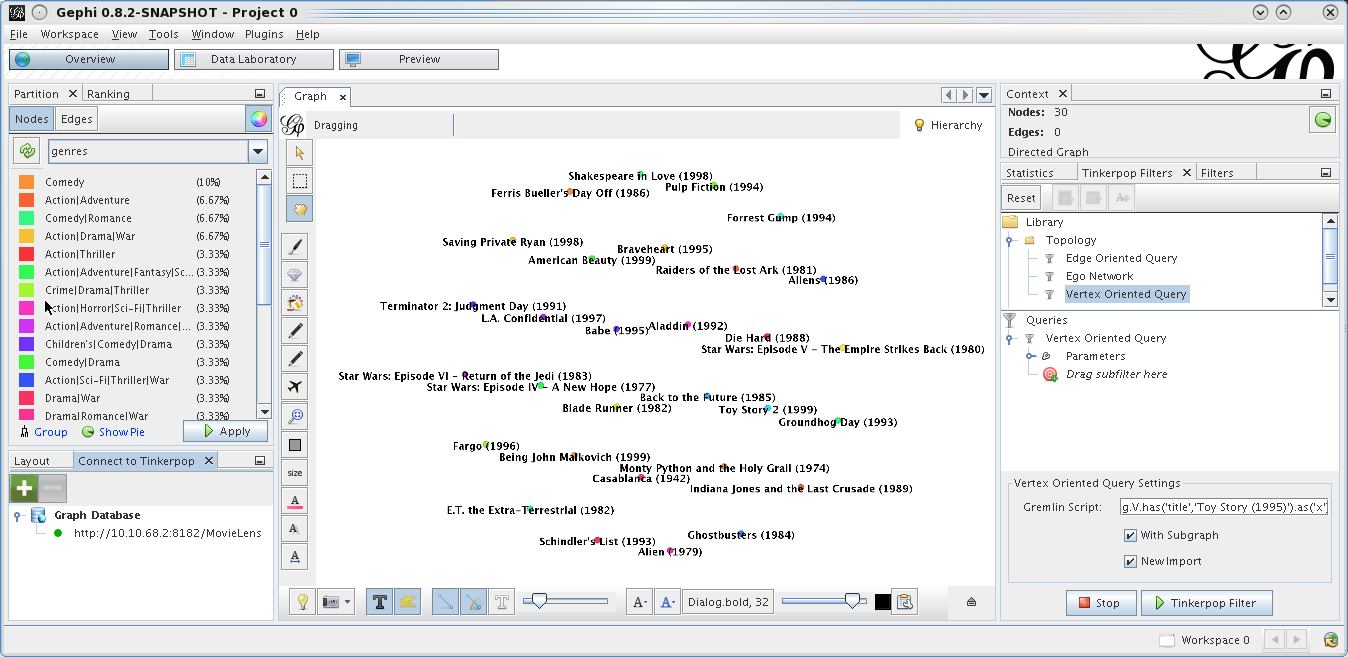 Gephi 0.8.2-SNAPSHOT - Project 0
File Workspace View Tools Window Plugins Help
Overview Data Laboratory Preview
Partition Ranking
Nodes Edges
genres
Comedy (10%)
Action|Adventure (6.67%)
Comedy|Romance (6.67%)
Action|Drama|War (6.67%)
Action|Thriller (3.33%)
Action|Adventure|Fantasy|Sc... (3.33%)
Crime|Drama|Thriller (3.33%)
Action|Horror|Sci-Fi|Thriller (3.33%)
Action|Adventure|Romance|... (3.33%)
Children's|Comedy|Drama (3.33%)
Comedy|Drama (3.33%)
Action|Sci-Fi|Thriller|War (3.33%)
Drama|War (3.33%)
Drama|Romance|War (3.33%)
Group Show Pie Apply
Layout Connect to Tinkerpop
Graph Database
http://10.10.68.2:8182/MovieLens
Graph
Dragging
Hierarchy
Shakespeare in Love (1998)
Pulp Fiction (1994)
Ferris Bueller's Day Off (1986)
Forrest Gump (1994)
Saving Private Ryan (1998)
Braveheart (1995)
American Beauty (1999)
Raiders of the Lost Ark (1981)
Aliens (1986)
Terminator 2: Judgment Day (1991)
L.A. Confidential (1997)
Babe (1995)
Aladdin (1992)
Die Hard (1988)
Star Wars: Episode V - The Empire Strikes Back (1980)
Star Wars: Episode VI - Return of the Jedi (1983)
Star Wars: Episode IV - A New Hope (1977)
Back to the Future (1985)
Blade Runner (1982)
Toy Story 2 (1999)
Groundhog Day (1993)
Fargo (1996)
Being John Malkovich (1999)
Monty Python and the Holy Grail (1974)
Casablanca (1942)
Indiana Jones and the Last Crusade (1989)
E.T. the Extra-Terrestrial (1982)
Ghostbusters (1984)
Schindler's List (1993)
Alien (1979)
size
A
A
A
T T A- A- Dialog.bold, 32
Context
Nodes: 30
Edges: 0
Directed Graph
Statistics Tinkerpop Filters Filters
Reset A+
Library
Topology
Edge Oriented Query
Ego Network
Vertex Oriented Query
Queries
Vertex Oriented Query
Parameters
Drag subfilter here
Vertex Oriented Query Settings
Gremlin Script: g.V.has('title','Toy Story (1995)').as('x')
With Subgraph
New Import
Stop Tinkerpop Filter
Workspace 0